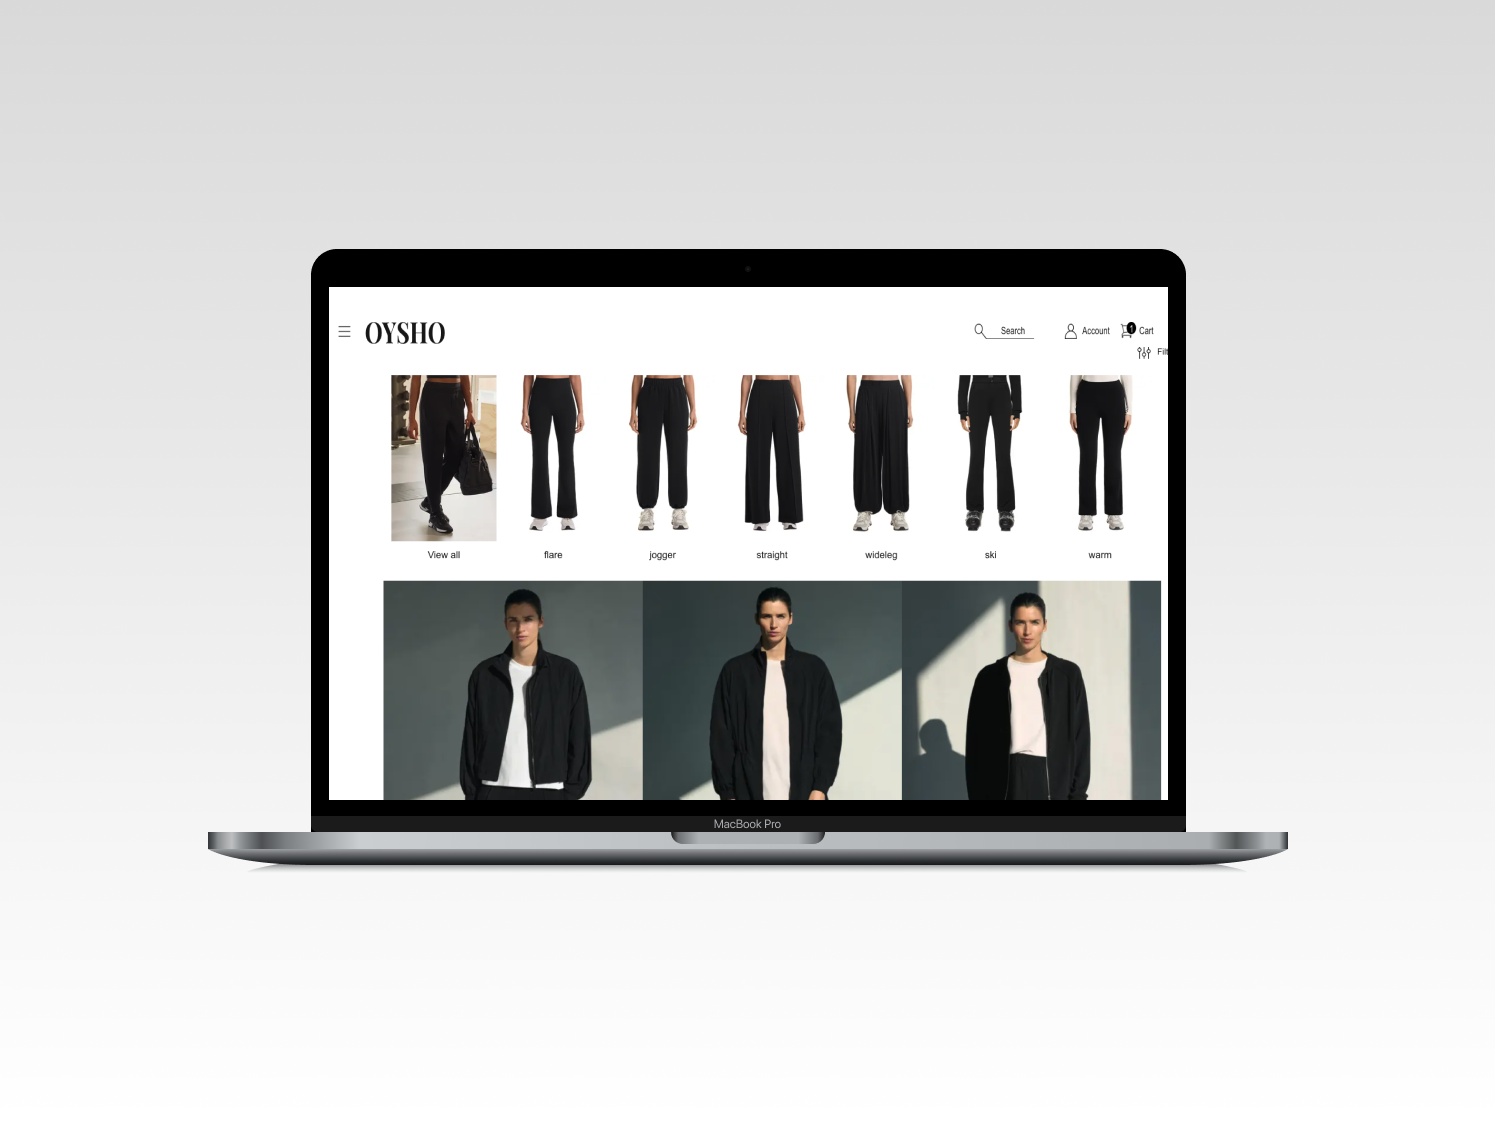 OYSHO
Search
Account
1
Cart
Filt
View all
flare
jogger
straight
wideleg
ski
warm
MacBook Pro